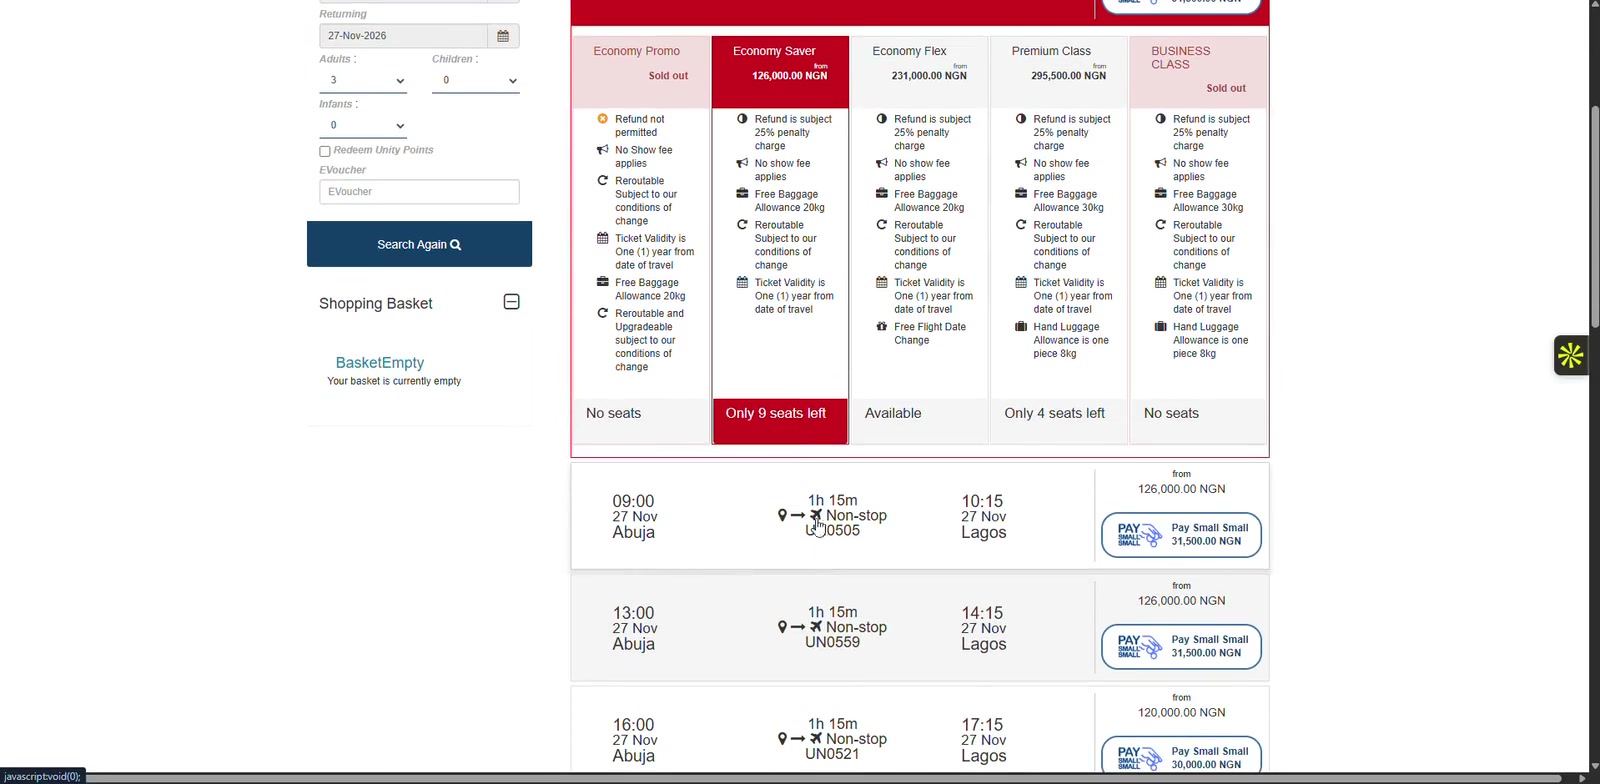 Returning
27-Nov-2026
Adults :
Children :
3
0
Infants :
0
Redeem Unity Points
EVoucher
EVoucher
Search Again
Shopping Basket
BasketEmpty
Your basket is currently empty
Economy Promo
Sold out
Refund not
permitted
No Show fee
applies
Reroutable
Subject to our
conditions of
change
Ticket Validity is
One (1) year from
date of travel
Free Baggage
Allowance 20kg
Reroutable and
Upgradeable
subject to our
conditions of
change
No seats
Economy Saver
from
126,000.00 NGN
Refund is subject
25% penalty
charge
No show fee
applies
Free Baggage
Allowance 20kg
Reroutable
Subject to our
conditions of
change
Ticket Validity is
One (1) year from
date of travel
Only 9 seats left
Economy Flex
from
231,000.00 NGN
Refund is subject
25% penalty
charge
No show fee
applies
Free Baggage
Allowance 20kg
Reroutable
Subject to our
conditions of
change
Ticket Validity is
One (1) year from
date of travel
Free Flight Date
Change
Available
Premium Class
from
295,500.00 NGN
Refund is subject
25% penalty
charge
No show fee
applies
Free Baggage
Allowance 30kg
Reroutable
Subject to our
conditions of
change
Ticket Validity is
One (1) year from
date of travel
Hand Luggage
Allowance is one
piece 8kg
Only 4 seats left
BUSINESS
CLASS
Sold out
Refund is subject
25% penalty
charge
No show fee
applies
Free Baggage
Allowance 30kg
Reroutable
Subject to our
conditions of
change
Ticket Validity is
One (1) year from
date of travel
Hand Luggage
Allowance is one
piece 8kg
No seats
09:00
27 Nov
Abuja
1h 15m
Non-stop
UN0505
10:15
27 Nov
Lagos
from
126,000.00 NGN
PAY SMALL SMALL
Pay Small Small
31,500.00 NGN
13:00
27 Nov
Abuja
1h 15m
Non-stop
UN0559
14:15
27 Nov
Lagos
from
126,000.00 NGN
PAY SMALL SMALL
Pay Small Small
31,500.00 NGN
16:00
27 Nov
Abuja
1h 15m
Non-stop
UN0521
17:15
27 Nov
Lagos
from
120,000.00 NGN
PAY SMALL SMALL
Pay Small Small
30,000.00 NGN
javascript:void(0);